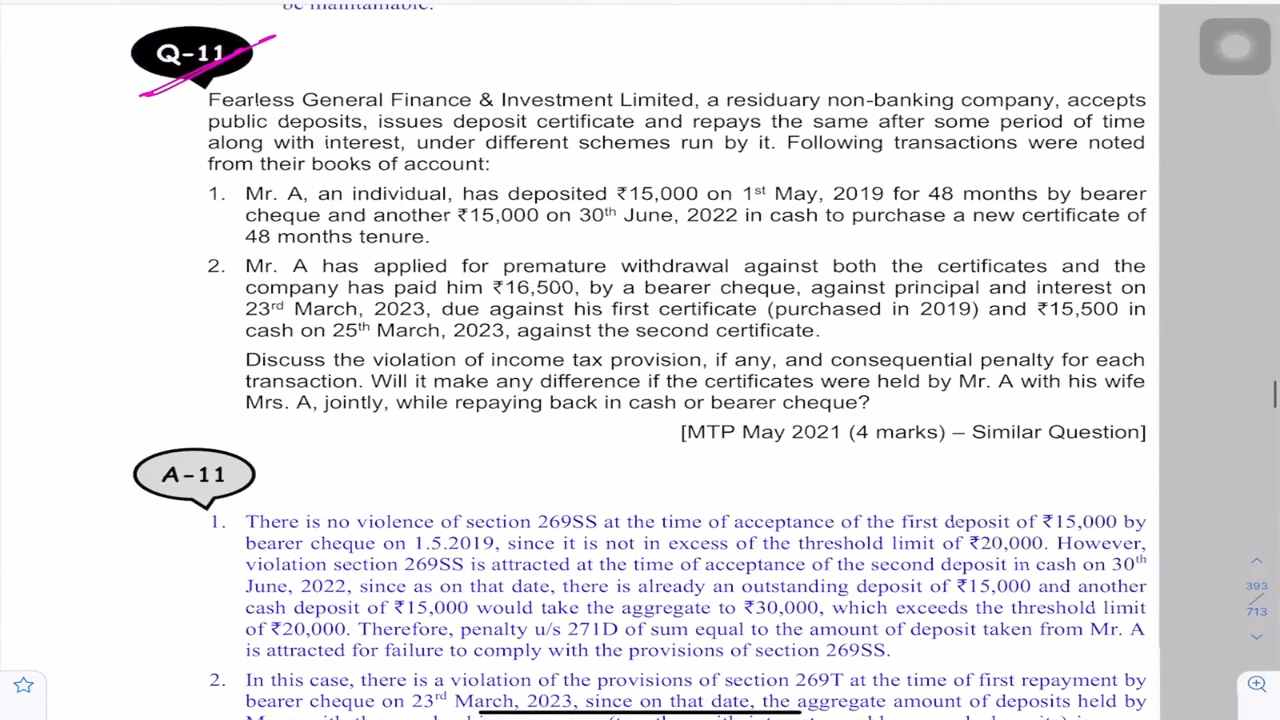 be maintainable.
Q-11
Fearless General Finance & Investment Limited, a residuary non-banking company, accepts
public deposits, issues deposit certificate and repays the same after some period of time
along with interest, under different schemes run by it. Following transactions were noted
from their books of account:
1. Mr. A, an individual, has deposited ₹15,000 on 1st May, 2019 for 48 months by bearer
cheque and another ₹15,000 on 30th June, 2022 in cash to purchase a new certificate of
48 months tenure.
2. Mr. A has applied for premature withdrawal against both the certificates and the
company has paid him ₹16,500, by a bearer cheque, against principal and interest on
23rd March, 2023, due against his first certificate (purchased in 2019) and ₹15,500 in
cash on 25th March, 2023, against the second certificate.
Discuss the violation of income tax provision, if any, and consequential penalty for each
transaction. Will it make any difference if the certificates were held by Mr. A with his wife
Mrs. A, jointly, while repaying back in cash or bearer cheque?
[MTP May 2021 (4 marks) – Similar Question]
A-11
1. There is no violence of section 269SS at the time of acceptance of the first deposit of ₹15,000 by
bearer cheque on 1.5.2019, since it is not in excess of the threshold limit of ₹20,000. However,
violation section 269SS is attracted at the time of acceptance of the second deposit in cash on 30th
June, 2022, since as on that date, there is already an outstanding deposit of ₹15,000 and another
cash deposit of ₹15,000 would take the aggregate to ₹30,000, which exceeds the threshold limit
of ₹20,000. Therefore, penalty u/s 271D of sum equal to the amount of deposit taken from Mr. A
is attracted for failure to comply with the provisions of section 269SS.
393
713
2. In this case, there is a violation of the provisions of section 269T at the time of first repayment by
bearer cheque on 23rd March, 2023, since on that date, the aggregate amount of deposits held by